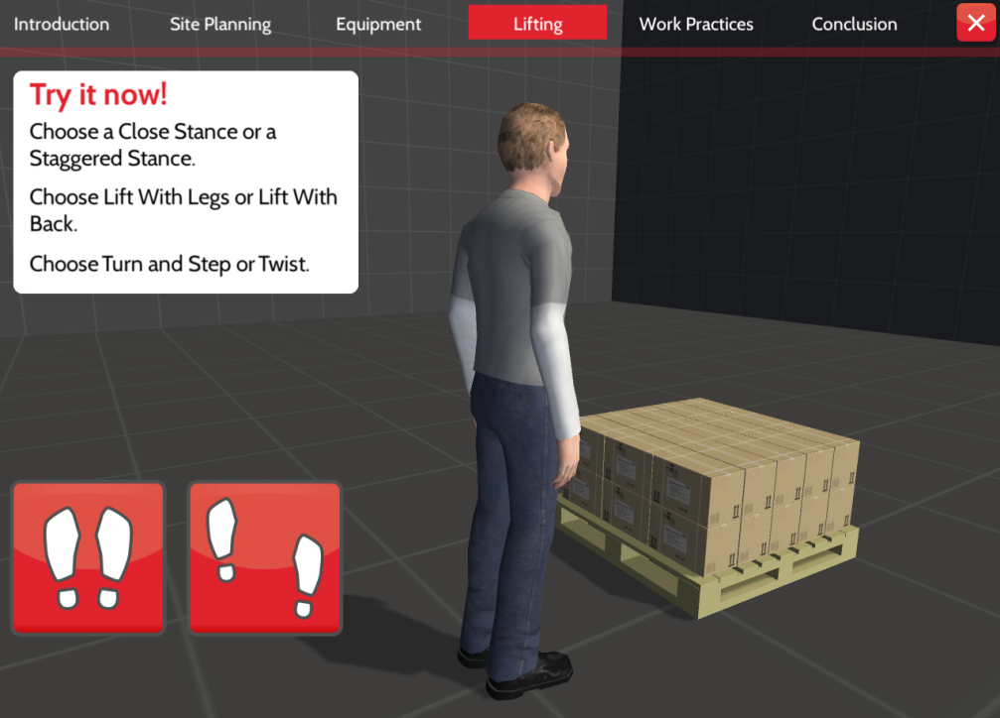 Introduction
Site Planning
Equipment
Lifting
Work Practices
Conclusion
Try it now!
Choose a Close Stance or a
Staggered Stance.
Choose Lift With Legs or Lift With
Back.
Choose Turn and Step or Twist.